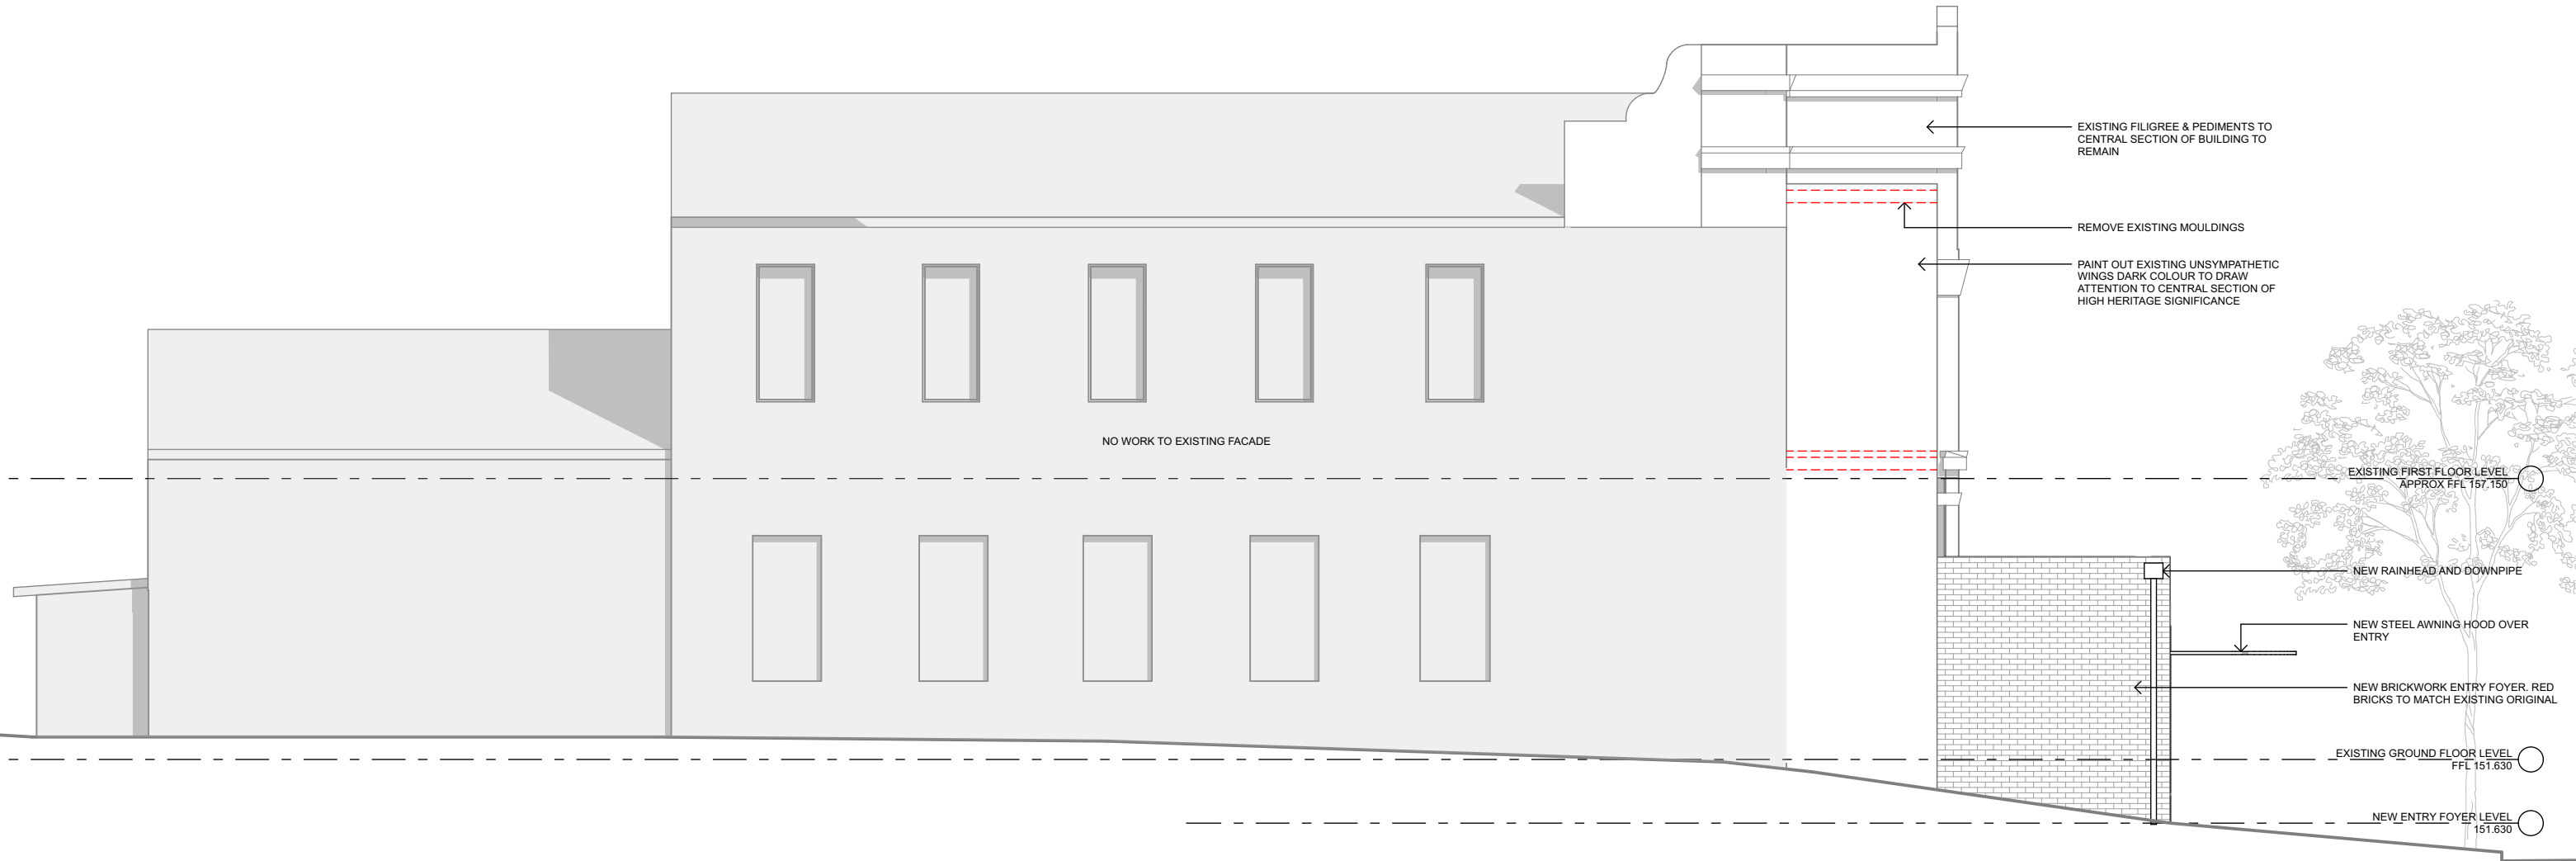 EXISTING FILIGREE & PEDIMENTS TO
CENTRAL SECTION OF BUILDING TO
REMAIN
REMOVE EXISTING MOULDINGS
PAINT OUT EXISTING UNSYMPATHETIC
WINGS DARK COLOUR TO DRAW
ATTENTION TO CENTRAL SECTION OF
HIGH HERITAGE SIGNIFICANCE
NO WORK TO EXISTING FACADE
EXISTING FIRST FLOOR LEVEL
APPROX FFL 157.150
NEW RAINHEAD AND DOWNPIPE
NEW STEEL AWNING HOOD OVER
ENTRY
NEW BRICKWORK ENTRY FOYER. RED
BRICKS TO MATCH EXISTING ORIGINAL
EXISTING GROUND FLOOR LEVEL
FFL 151.630
NEW ENTRY FOYER LEVEL
151.630